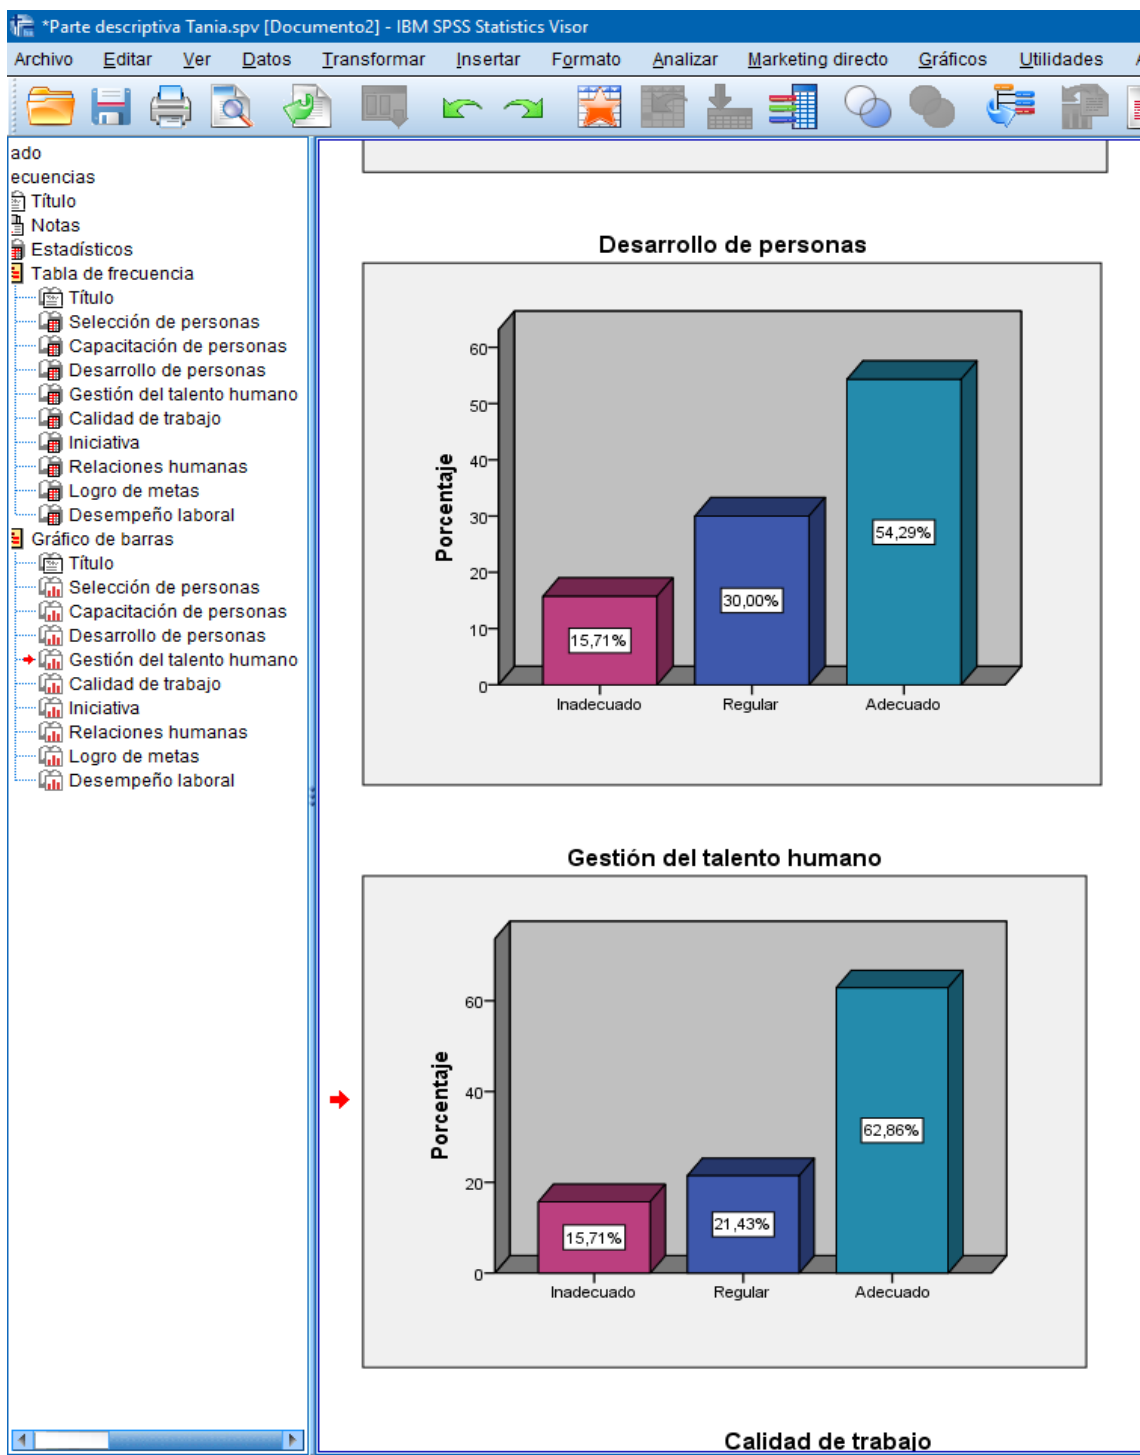 *Parte descriptiva Tania.spv [Documento2] - IBM SPSS Statistics Visor
Archivo Editar Ver Datos Transformar Insertar Formato Analizar Marketing directo Gráficos Utilidades A
ado
ecuencias
Título
Notas
Estadísticos
Tabla de frecuencia
Título
Selección de personas
Capacitación de personas
Desarrollo de personas
Gestión del talento humano
Calidad de trabajo
Iniciativa
Relaciones humanas
Logro de metas
Desempeño laboral
Gráfico de barras
Título
Selección de personas
Capacitación de personas
Desarrollo de personas
Gestión del talento humano
Calidad de trabajo
Iniciativa
Relaciones humanas
Logro de metas
Desempeño laboral
Desarrollo de personas
Porcentaje
60
50
40
30
20
10
0
15,71%
30,00%
54,29%
Inadecuado Regular Adecuado
Gestión del talento humano
Porcentaje
60
40
20
0
15,71%
21,43%
62,86%
Inadecuado Regular Adecuado
Calidad de trabajo